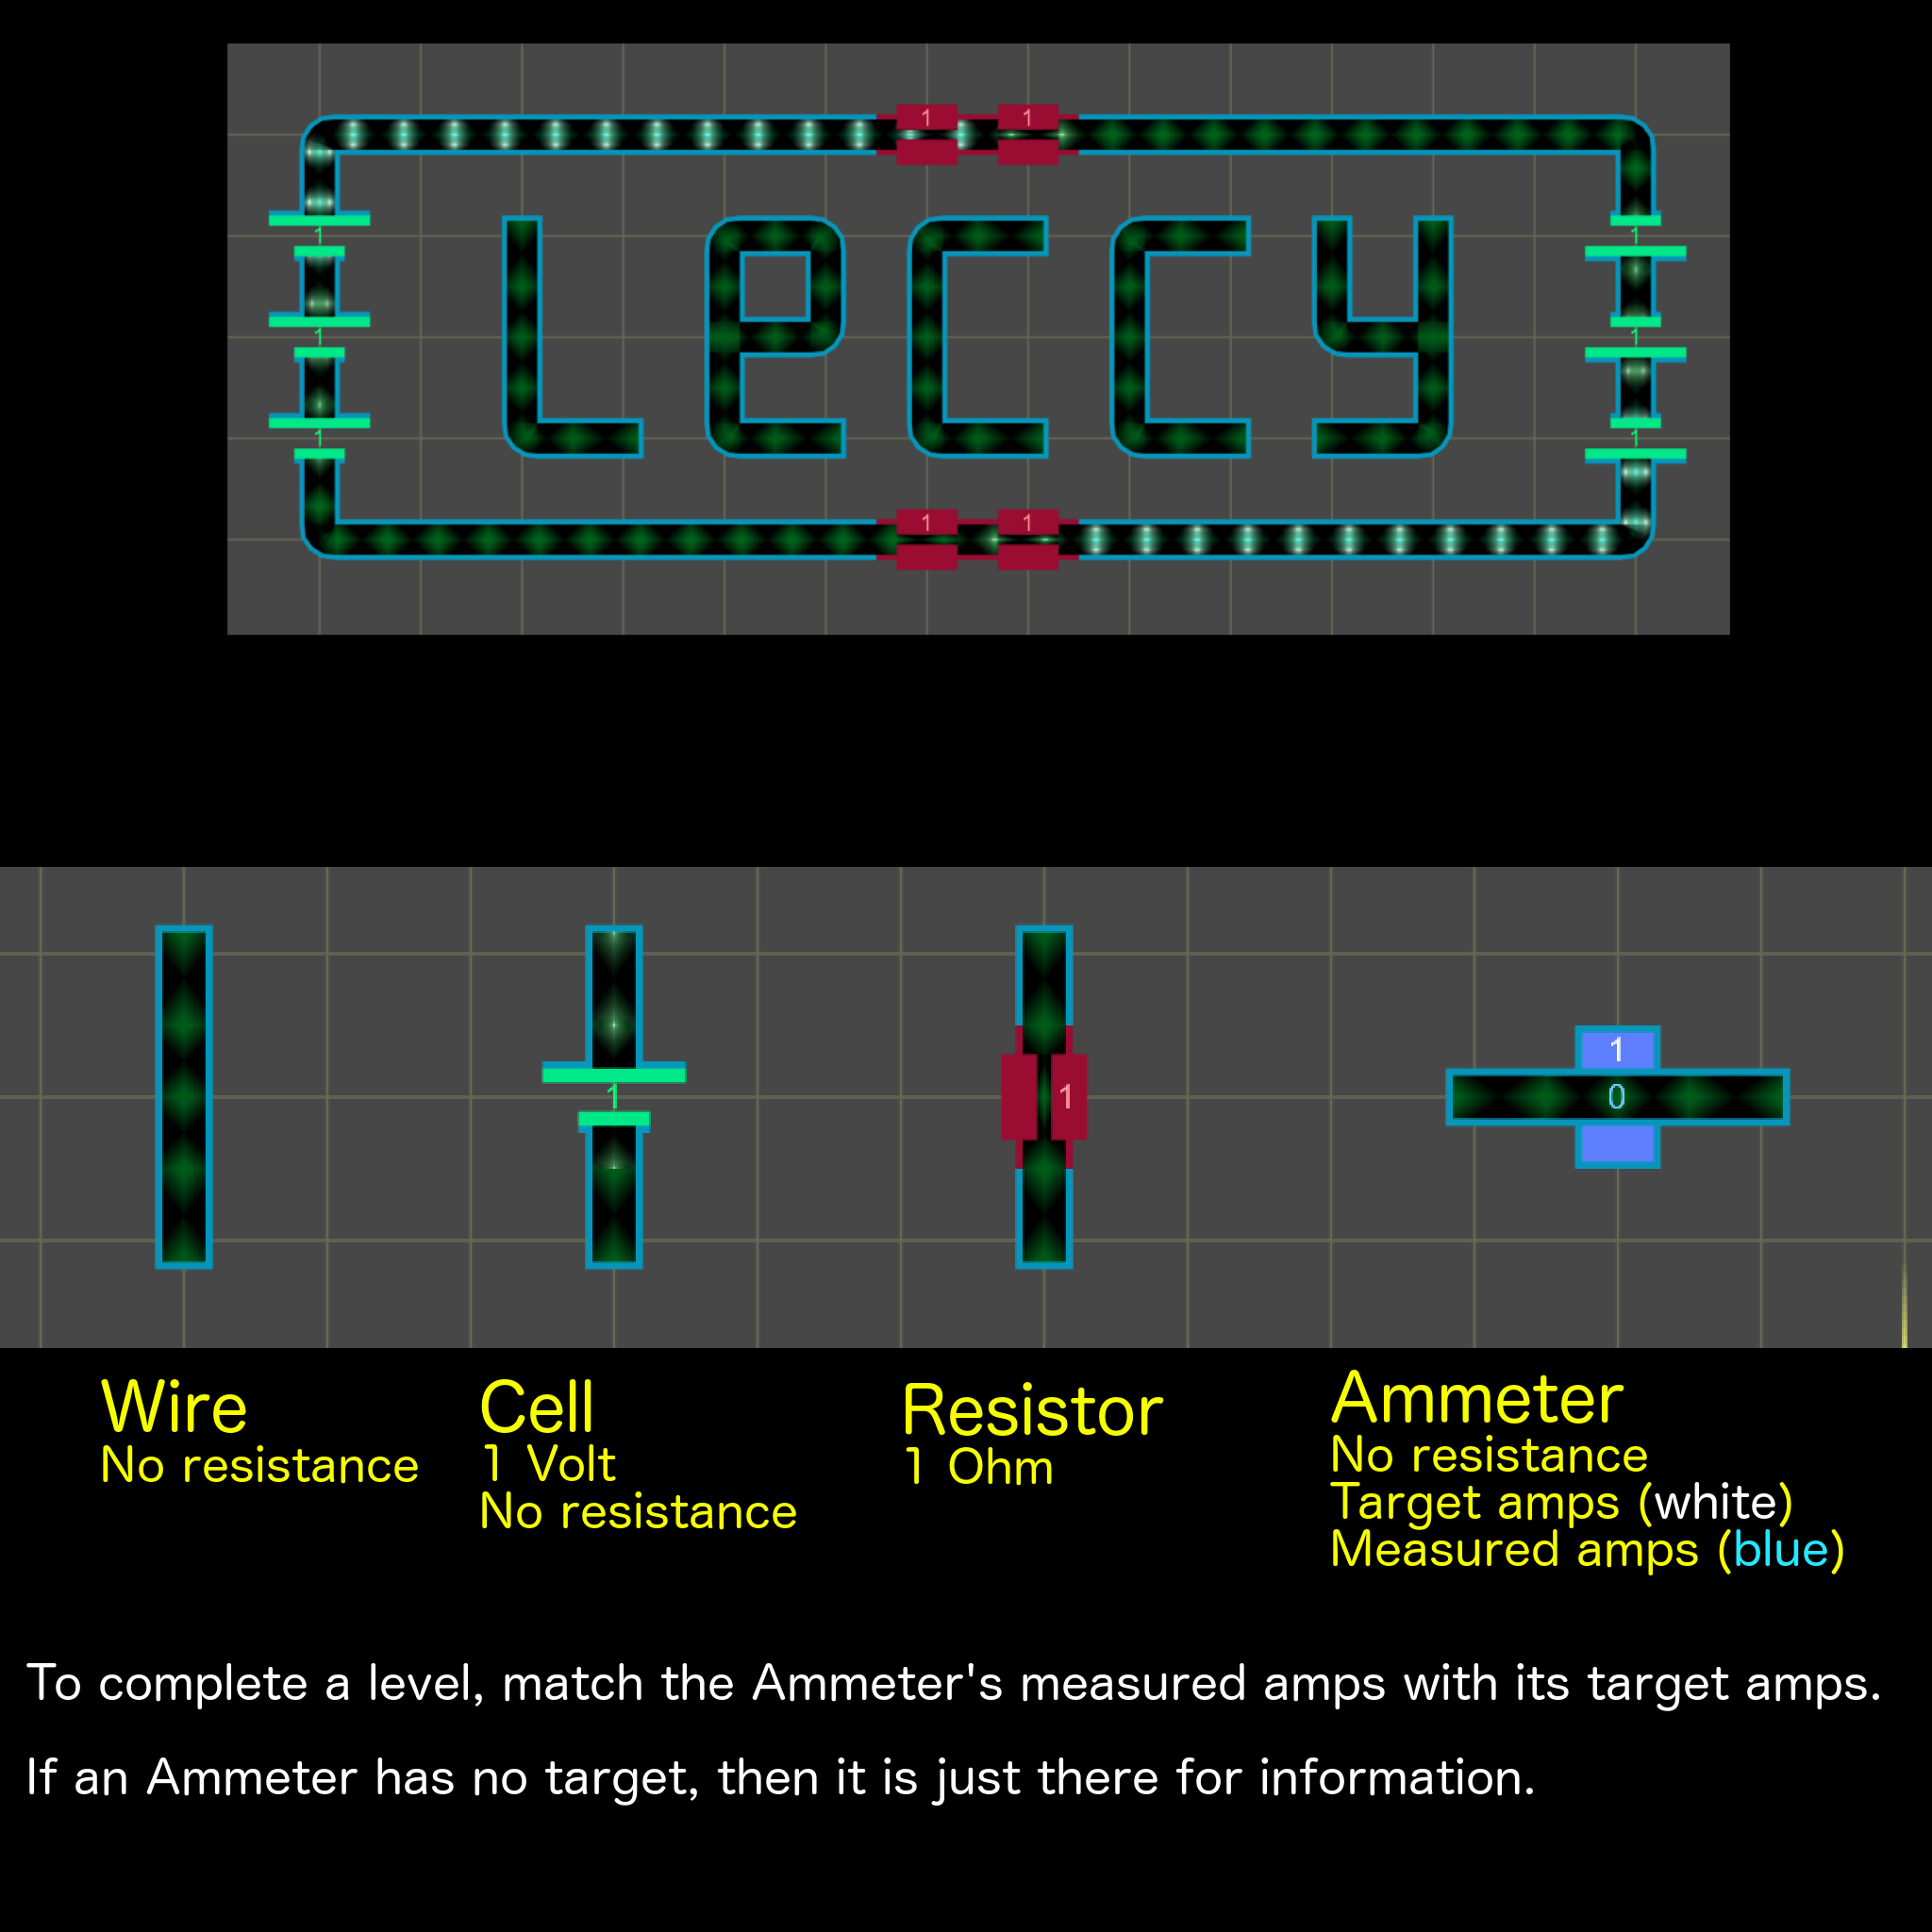 1 1
1 1
1 1
1 1
Leccy
1 1
1
1
1
0
Wire
No resistance
Cell
1 Volt
No resistance
Resistor
1 Ohm
Ammeter
No resistance
Target amps (white)
Measured amps (blue)
To complete a level, match the Ammeter's measured amps with its target amps.
If an Ammeter has no target, then it is just there for information.